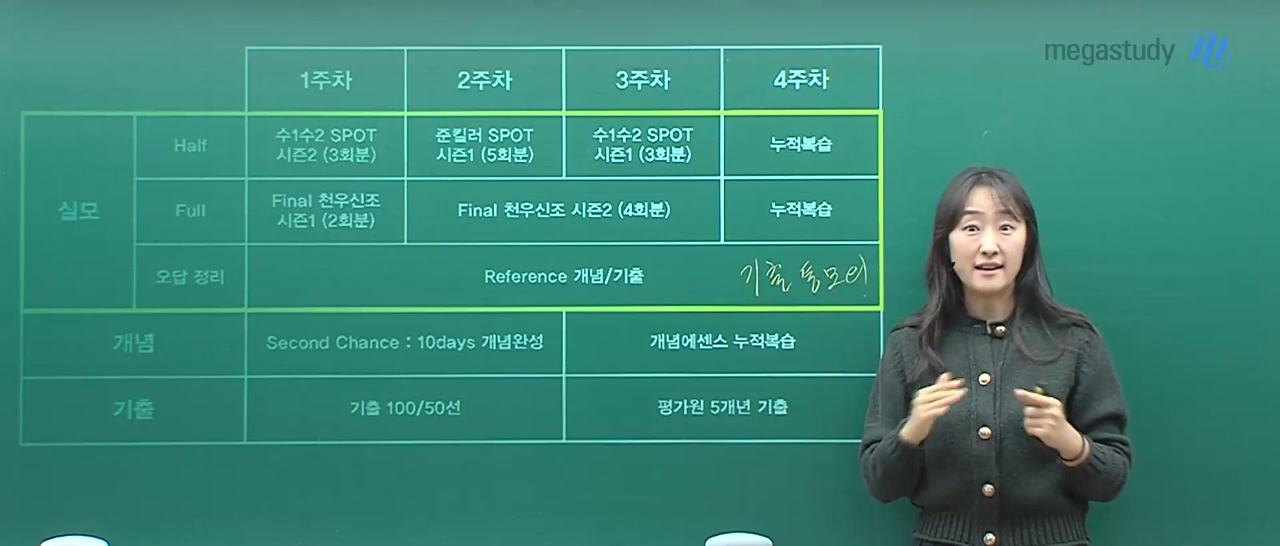 megastudy
1주차 2주차 3주차 4주차
실모
Half
수1수2 SPOT
시즌2 (3회분)
준킬러 SPOT
시즌1 (5회분)
수1수2 SPOT
시즌1 (3회분)
누적복습
Full
Final 천우신조
시즌1 (2회분)
Final 천우신조 시즌2 (4회분)
누적복습
오답 정리
Reference 개념/기출
기출 통모의
개념
Second Chance : 10days 개념완성
개념에센스 누적복습
기출
기출 100/50선
평가원 5개년 기출